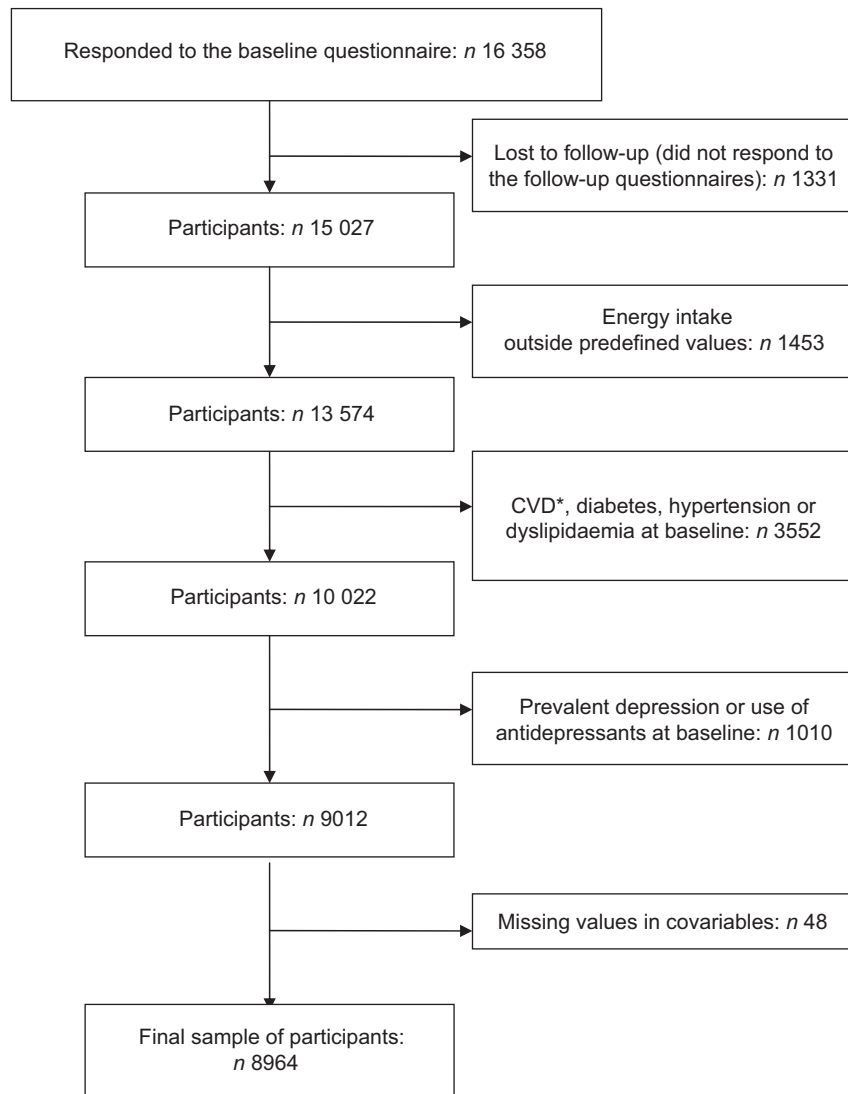 Responded to the baseline questionnaire: n 16 358
Lost to follow-up (did not respond to
the follow-up questionnaires): n 1331
Participants: n 15 027
Energy intake
outside predefined values: n 1453
Participants: n 13 574
CVD*, diabetes, hypertension or
dyslipidaemia at baseline: n 3552
Participants: n 10 022
Prevalent depression or use of
antidepressants at baseline: n 1010
Participants: n 9012
Missing values in covariables: n 48
Final sample of participants:
n 8964